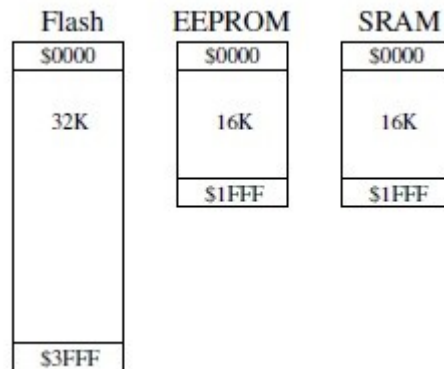 Flash EEPROM SRAM
$0000 $0000 $0000
32K 16K 16K
$1FFF $1FFF
$3FFF